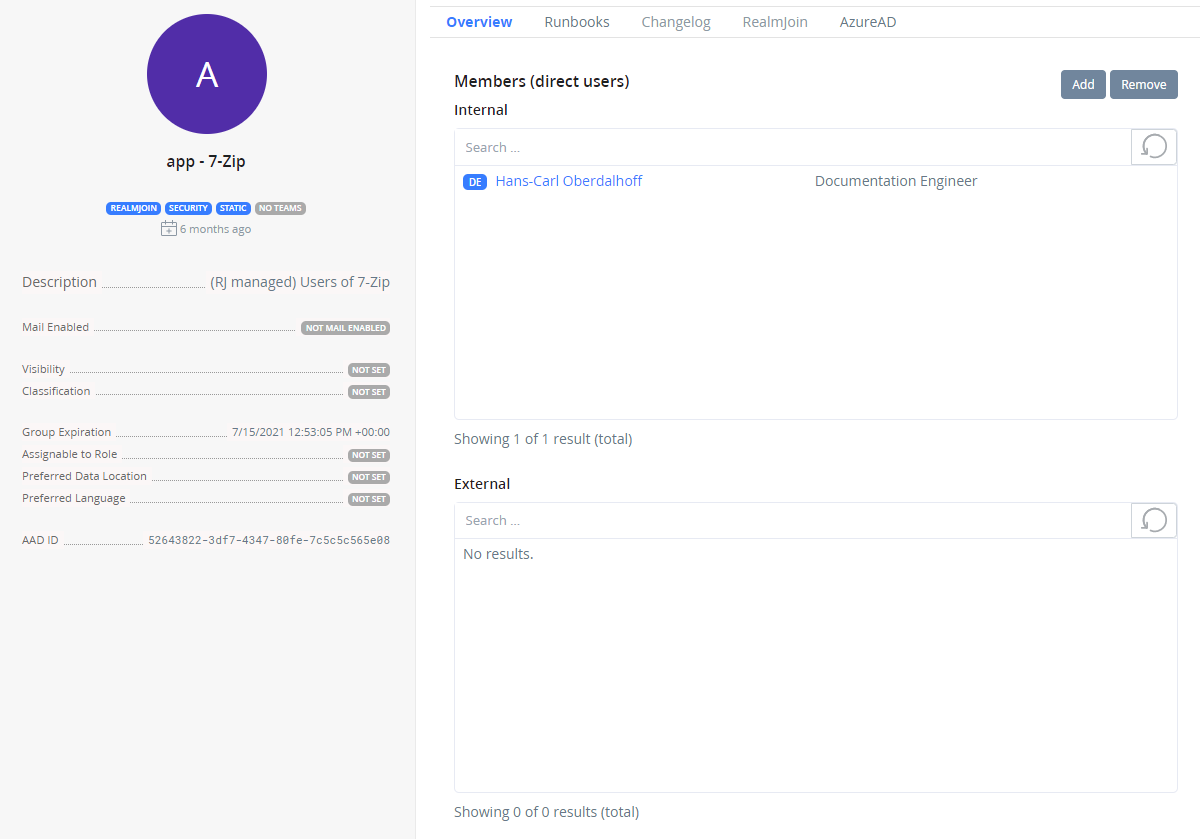 A
app - 7-Zip
REALMJOIN SECURITY STATIC NO TEAMS
6 months ago
Description (RJ managed) Users of 7-Zip
Mail Enabled NOT MAIL ENABLED
Visibility NOT SET
Classification NOT SET
Group Expiration 7/15/2021 12:53:05 PM +00:00
Assignable to Role NOT SET
Preferred Data Location NOT SET
Preferred Language NOT SET
AAD ID 52643822-3df7-4347-80fe-7c5c5c565e08
Overview Runbooks Changelog RealmJoin AzureAD
Members (direct users) Add Remove
Internal
Search ...
DE Hans-Carl Oberdalhoff Documentation Engineer
Showing 1 of 1 result (total)
External
Search ...
No results.
Showing 0 of 0 results (total)